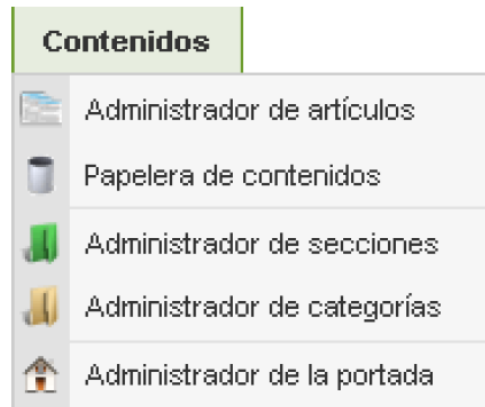 Contenidos
Administrador de artículos
Papelera de contenidos
Administrador de secciones
Administrador de categorías
Administrador de la portada